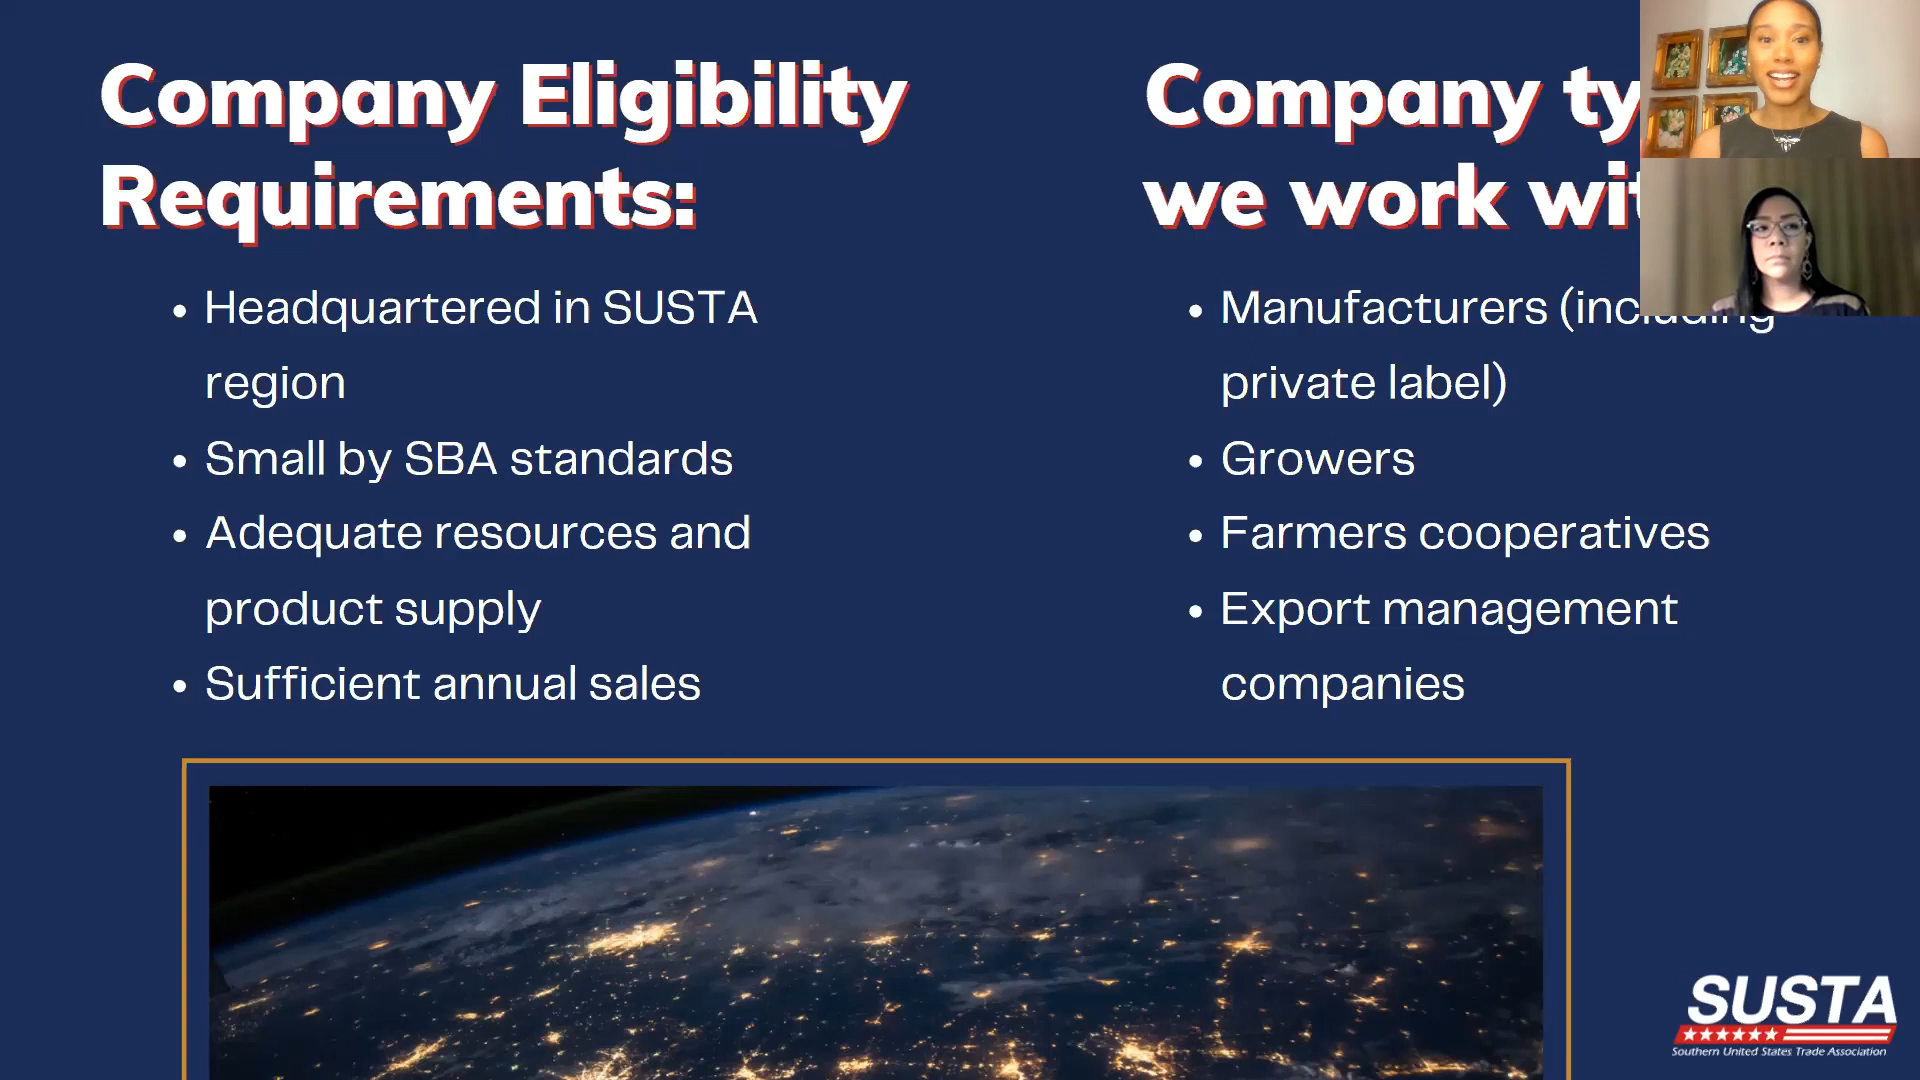 Company Eligibility
Requirements:
• Headquartered in SUSTA
region
• Small by SBA standards
• Adequate resources and
product supply
• Sufficient annual sales
Company ty
we work wit
• Manufacturers (including
private label)
• Growers
• Farmers cooperatives
• Export management
companies
SUSTA
Southern United States Trade Association